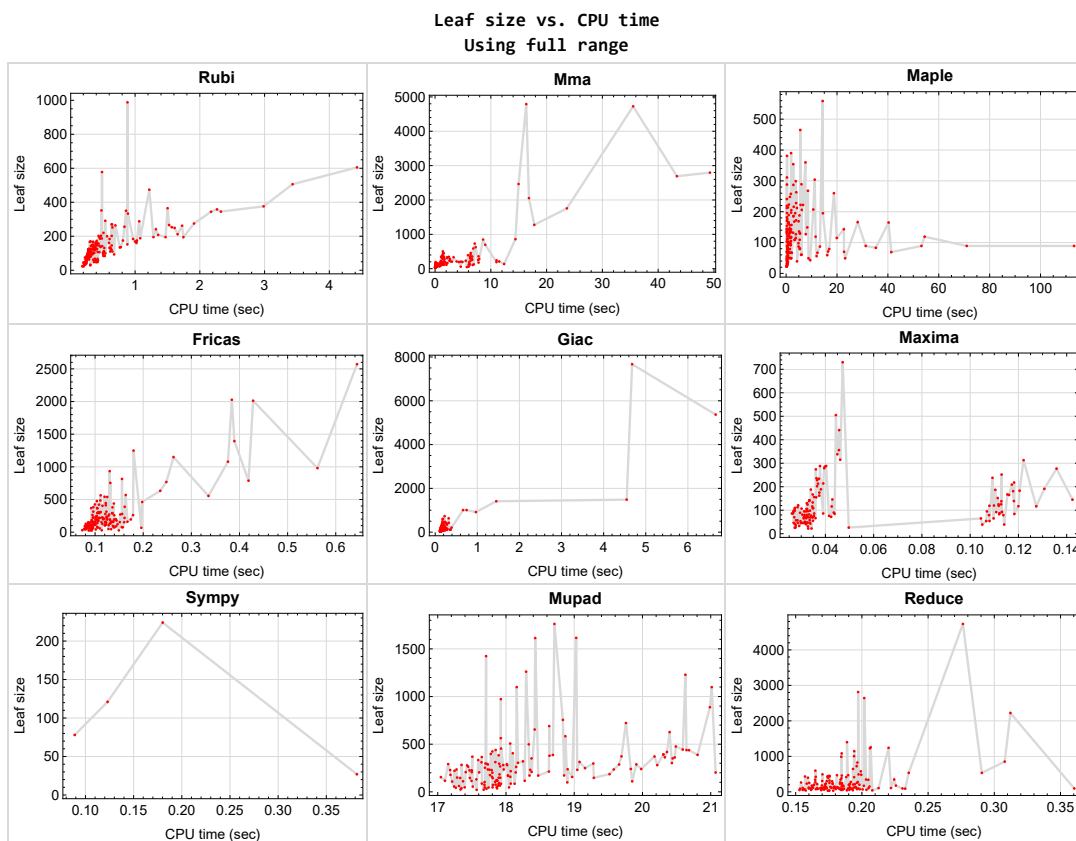 Leaf size vs. CPU time
Using full range
Rubi
Leaf size
1000
800
600
400
200
0
1 2 3 4
CPU time (sec)
Mma
Leaf size
5000
4000
3000
2000
1000
0
0 10 20 30 40 50
CPU time (sec)
Maple
Leaf size
500
400
300
200
100
0
0 20 40 60 80 100
CPU time (sec)
Fricas
Leaf size
2500
2000
1500
1000
500
0
0.1 0.2 0.3 0.4 0.5 0.6
CPU time (sec)
Giac
Leaf size
8000
6000
4000
2000
0
0 1 2 3 4 5 6
CPU time (sec)
Maxima
Leaf size
700
600
500
400
300
200
100
0
0.04 0.06 0.08 0.10 0.12 0.14
CPU time (sec)
Sympy
Leaf size
200
150
100
50
0
0.10 0.15 0.20 0.25 0.30 0.35
CPU time (sec)
Mupad
Leaf size
1500
1000
500
0
17 18 19 20 21
CPU time (sec)
Reduce
Leaf size
4000
3000
2000
1000
0
0.15 0.20 0.25 0.30 0.35
CPU time (sec)